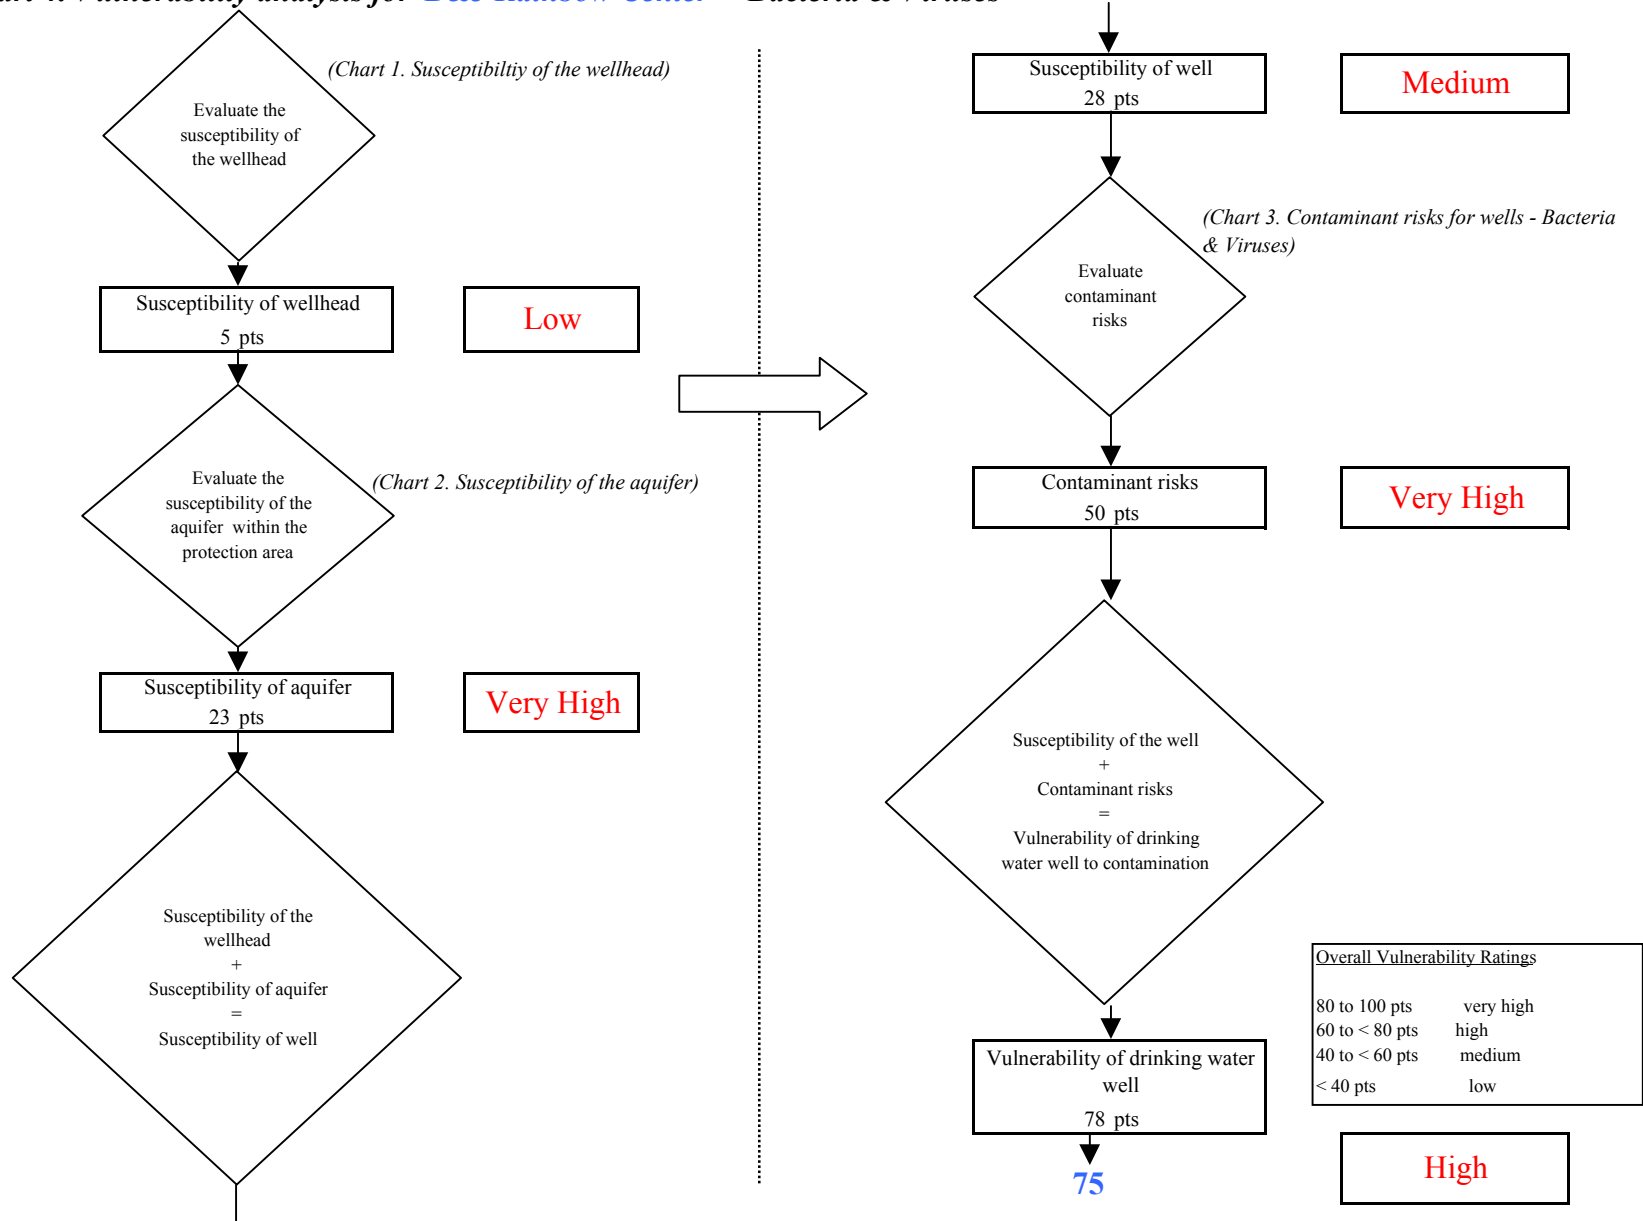 Vulnerability analysis for
Rainbow
Bacteria & Viruses
(Chart 1. Susceptibiltiy of the wellhead)
Evaluate the
susceptibility of
the wellhead
Susceptibility of wellhead
5 pts
Low
Evaluate the
susceptibility of the
aquifer within the
protection area
(Chart 2. Susceptibility of the aquifer)
Susceptibility of aquifer
23 pts
Very High
Susceptibility of the
wellhead
+
Susceptibility of aquifer
=
Susceptibility of well
Susceptibility of well
28 pts
Medium
(Chart 3. Contaminant risks for wells - Bacteria
& Viruses)
Evaluate
contaminant
risks
Contaminant risks
50 pts
Very High
Susceptibility of the well
+
Contaminant risks
=
Vulnerability of drinking
water well to contamination
Overall Vulnerability Ratings
80 to 100 pts very high
60 to < 80 pts high
40 to < 60 pts medium
< 40 pts low
Vulnerability of drinking water
well
78 pts
75
High